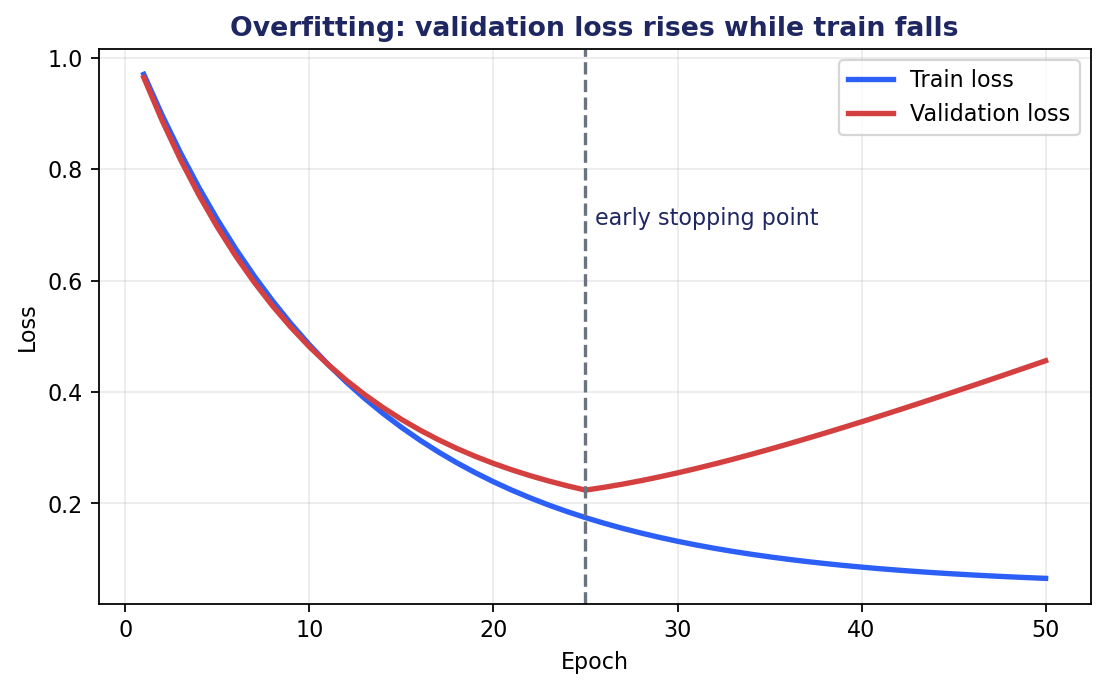 Overfitting: validation loss rises while train falls
Train loss
Validation loss
early stopping point
Loss
1.0
0.8
0.6
0.4
0.2
0
10
20
30
40
50
Epoch